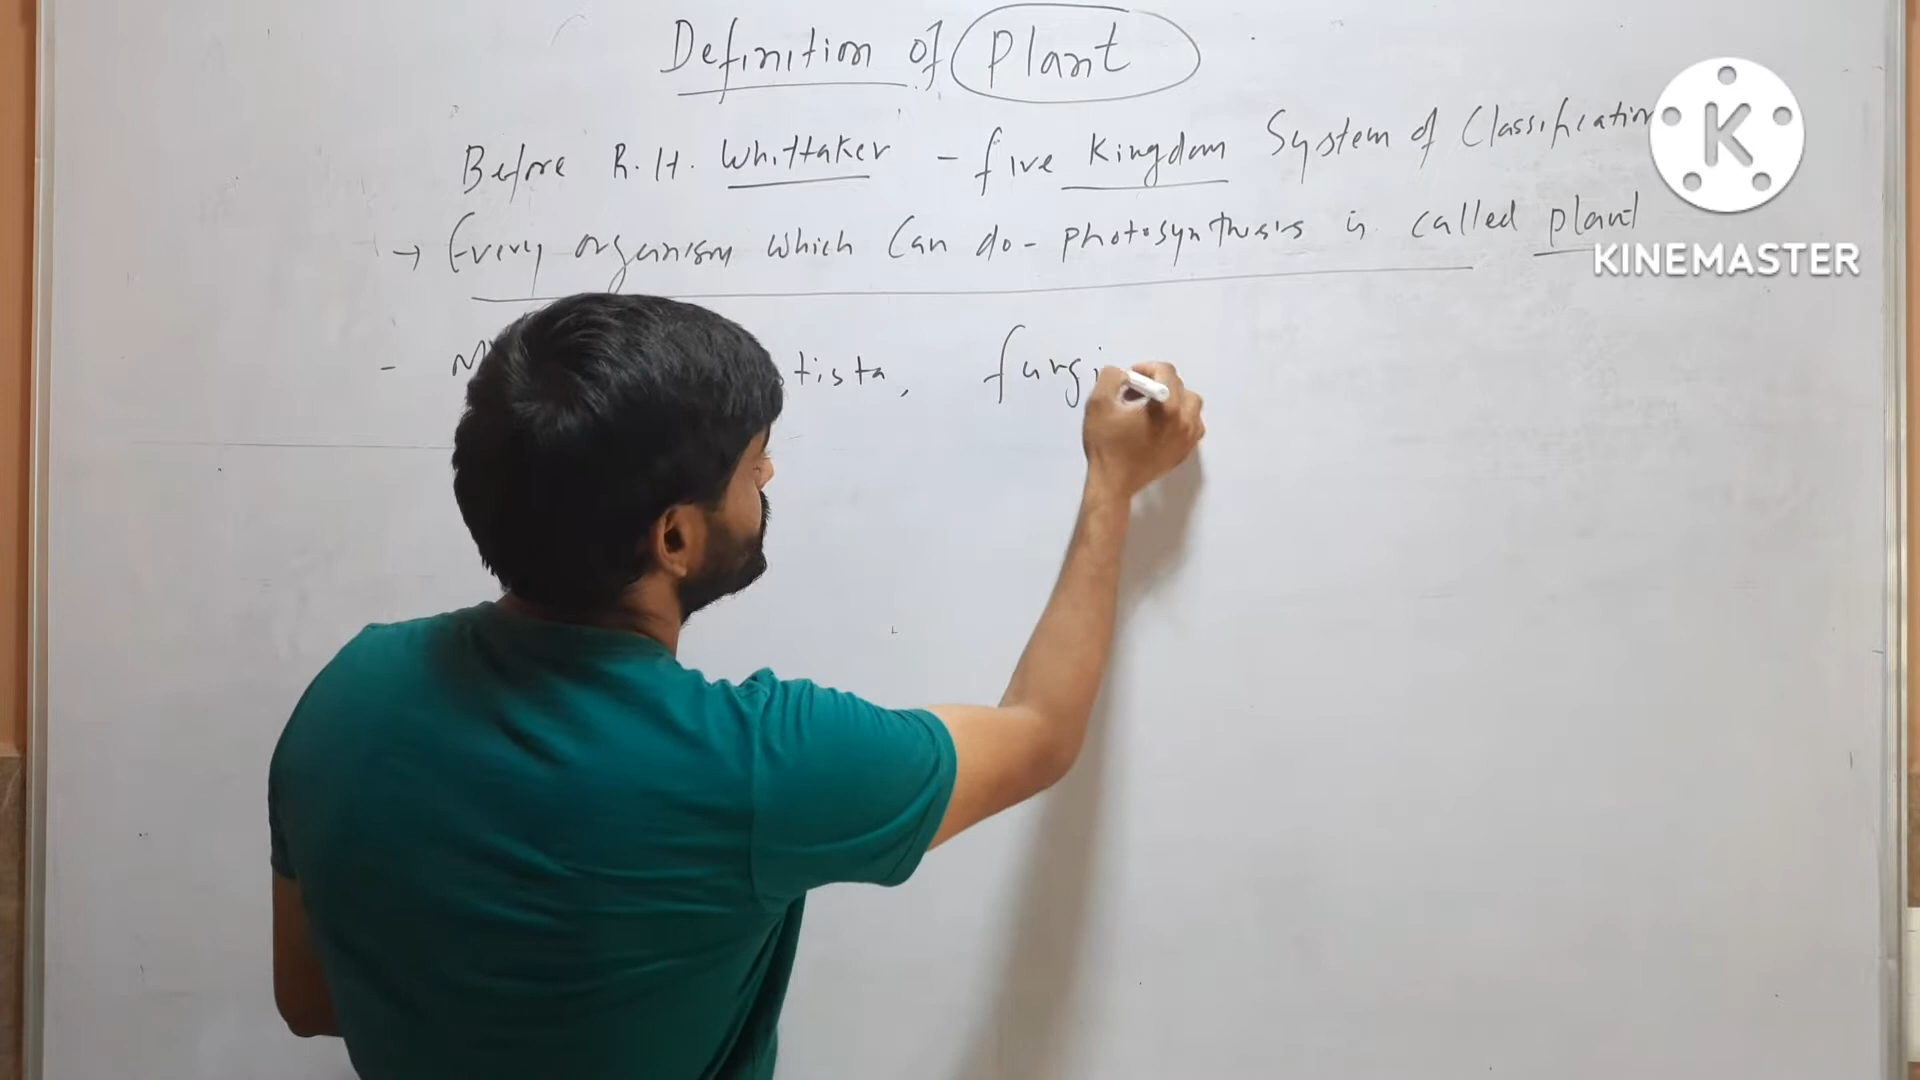 Definition of Plant
Before R.H. Whittaker - five Kingdom System of Classification
→ Every organism which Can do - photosynthesis is called plant
- tista, fungi
K
KINEMASTER